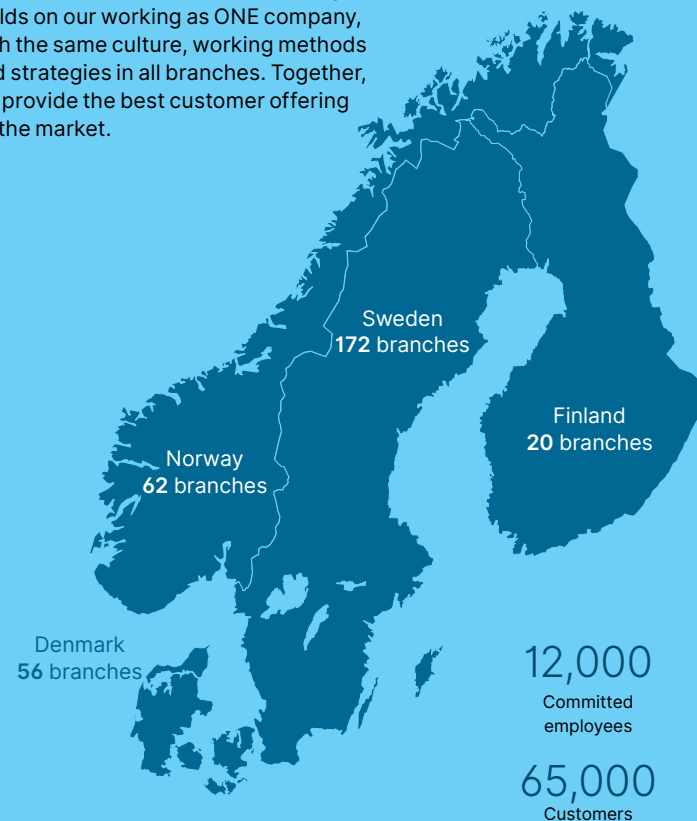 on our working as ONE company,
the same culture, working methods
strategies in all branches. Together,
provide the best customer offering
the market.
Sweden
172 branches
Finland
20 branches
Norway
62 branches
Denmark
56 branches
12,000
Committed
employees
65,000
Customers